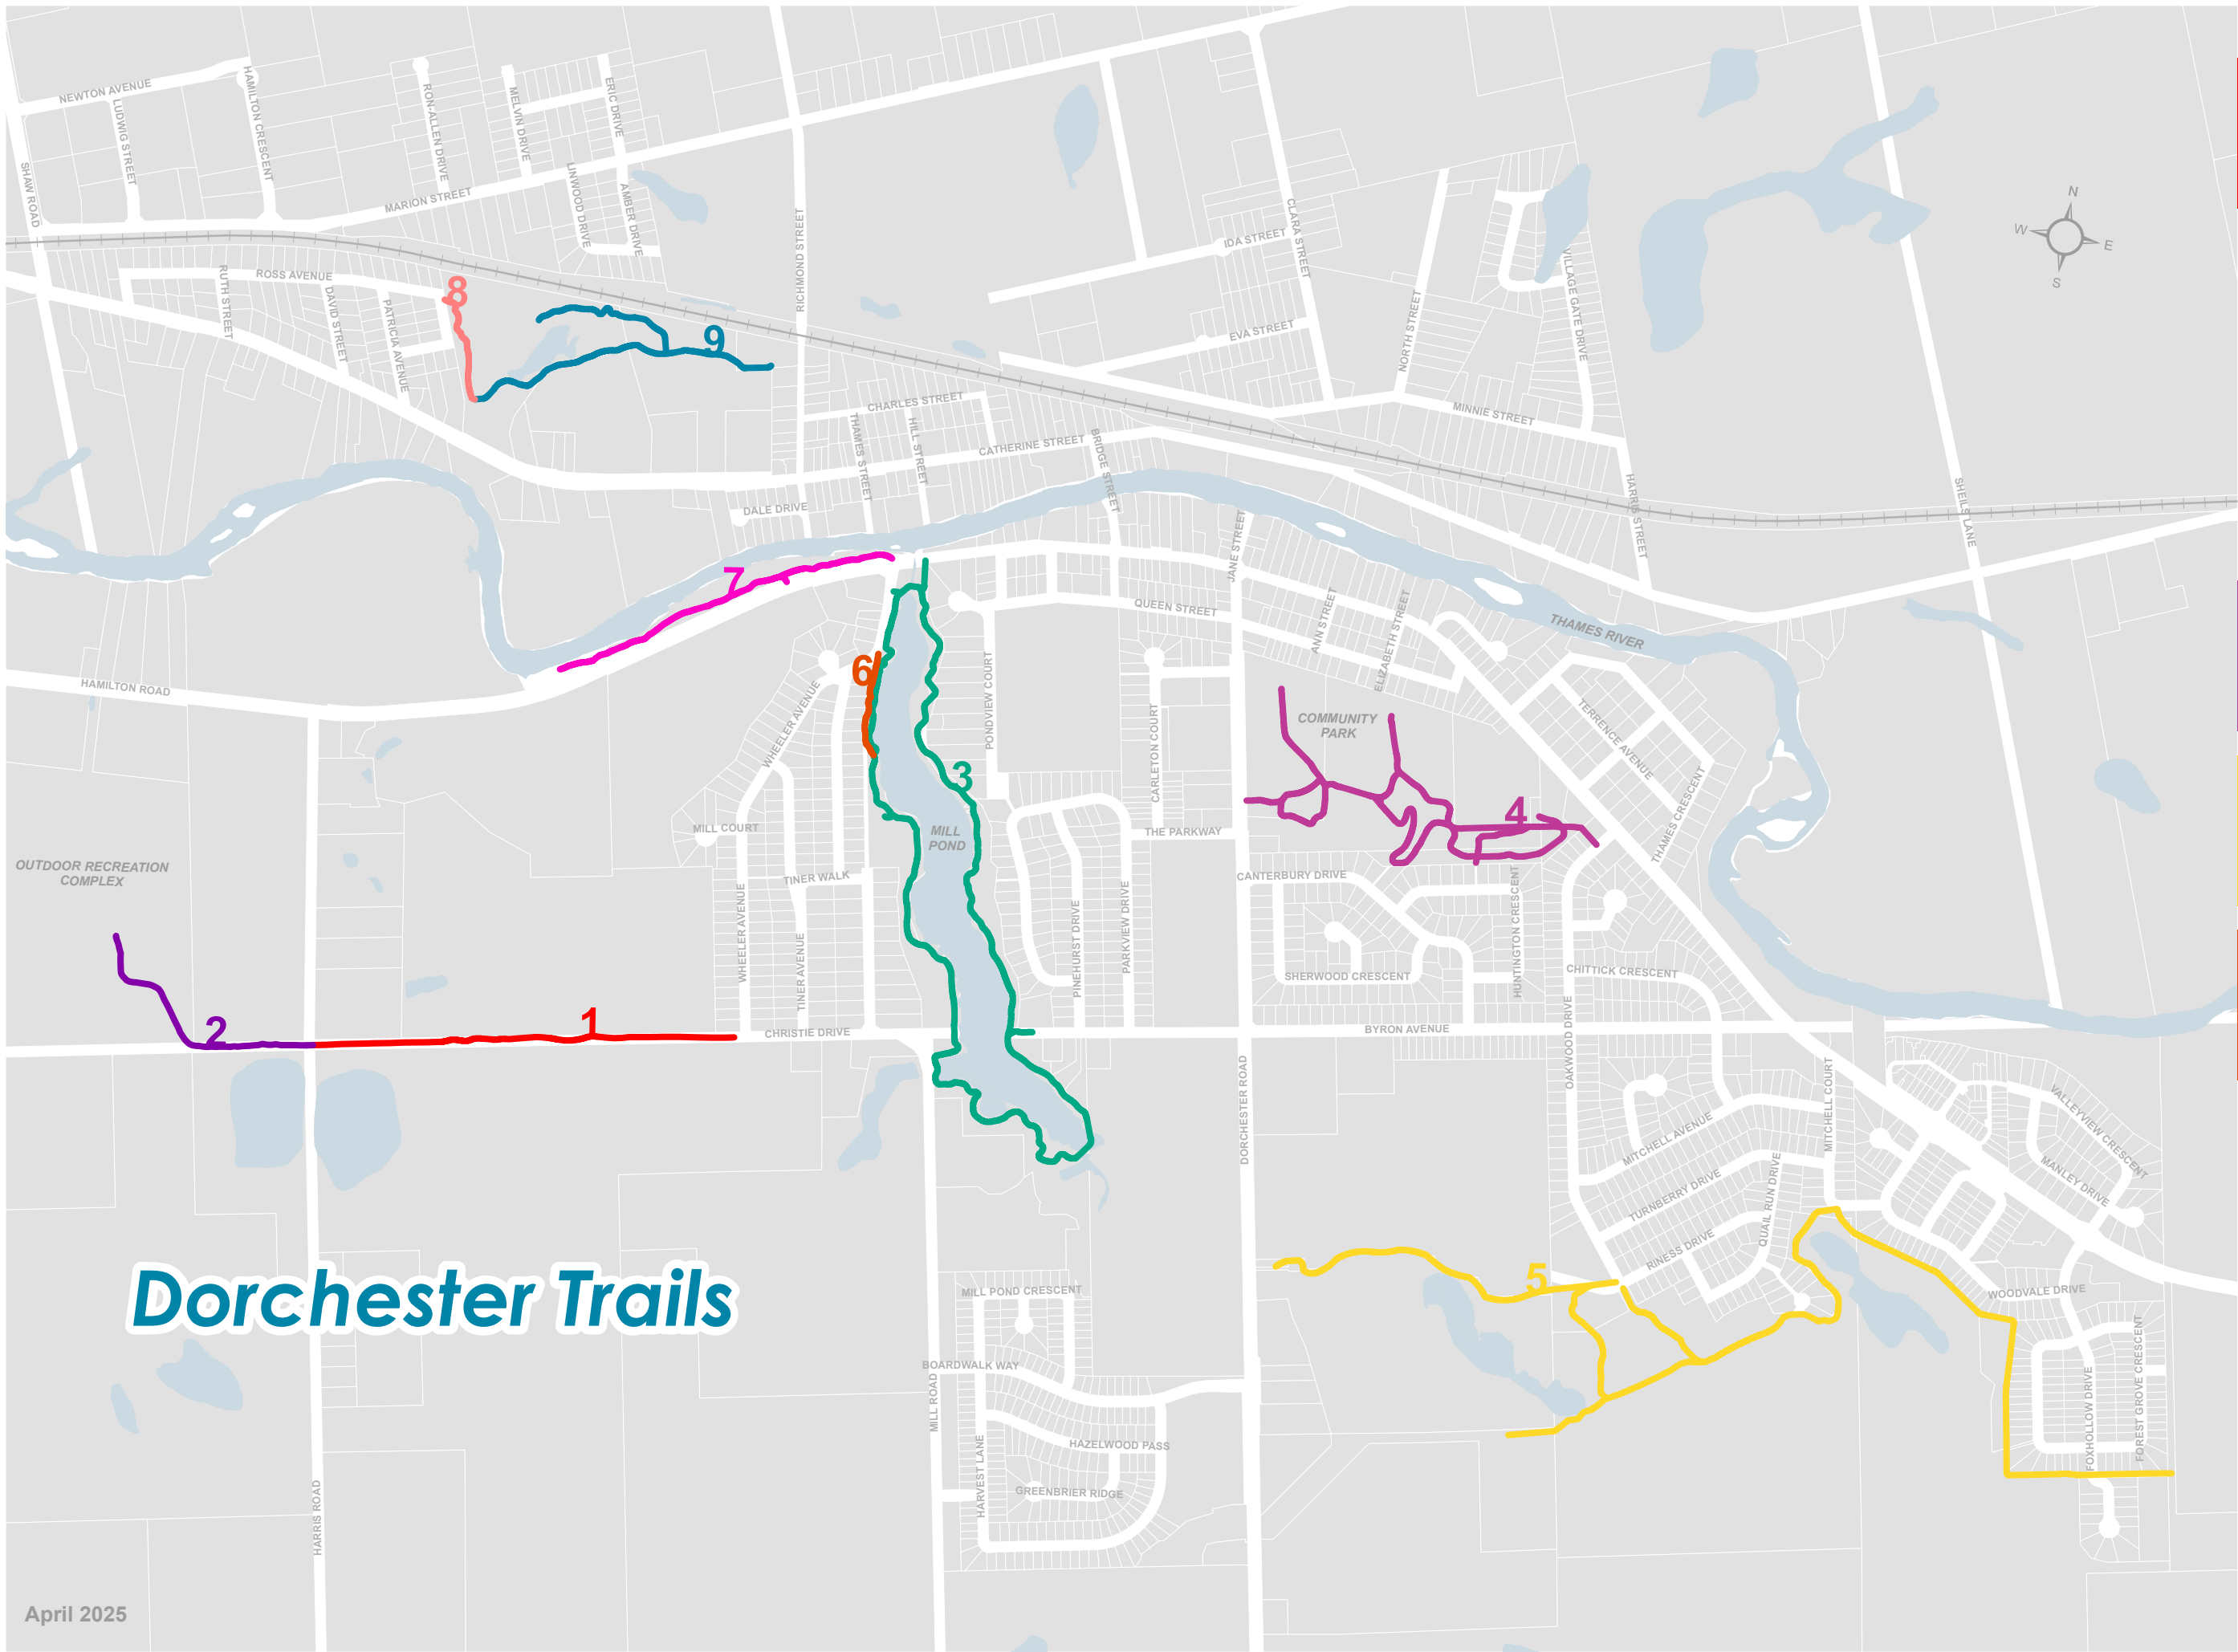 NEWTON AVENUE
LUDWIG STREET
HAMILTON CRESCENT
RON-ALLEN DRIVE
MELVIN DRIVE
ERIC DRIVE
LINWOOD DRIVE
AMBER DRIVE
SHAW ROAD
MARION STREET
RICHMOND STREET
CLARA STREET
IDA STREET
EVA STREET
NORTH STREET
VILLAGE GATE DRIVE
N
W
E
S
ROSS AVENUE
RUTH STREET
DAVID STREET
PATRICIA AVENUE
8
9
CHARLES STREET
THAMES STREET
HILL STREET
CATHERINE STREET
BRIDGE STREET
MINNIE STREET
HARRIS STREET
SHEILS LANE
DALE DRIVE
7
JANE STREET
QUEEN STREET
ANN STREET
ELIZABETH STREET
THAMES RIVER
HAMILTON ROAD
6
WHEELER AVENUE
PONDVIEW COURT
CARLETON COURT
COMMUNITY
PARK
TERRENCE AVENUE
THAMES CRESCENT
3
4
MILL COURT
MILL
POND
THE PARKWAY
OUTDOOR RECREATION
COMPLEX
TINER WALK
CANTERBURY DRIVE
WHEELER AVENUE
TINER AVENUE
PINEHURST DRIVE
PARKVIEW DRIVE
SHERWOOD CRESCENT
HUNTINGTON CRESCENT
CHITTICK CRESCENT
2
1
CHRISTIE DRIVE
BYRON AVENUE
OAKWOOD DRIVE
DORCHESTER ROAD
MITCHELL COURT
MITCHELL AVENUE
VALLEYVIEW CRESCENT
MANLEY DRIVE
TURNBERRY DRIVE
QUAIL RUN DRIVE
RINESS DRIVE
5
WOODVALE DRIVE
Dorchester Trails
MILL POND CRESCENT
BOARDWALK WAY
MILL ROAD
HARVEST LANE
HAZELWOOD PASS
GREENBRIER RIDGE
FOXHOLLOW DRIVE
FOREST GROVE CRESCENT
HARRIS ROAD
April 2025